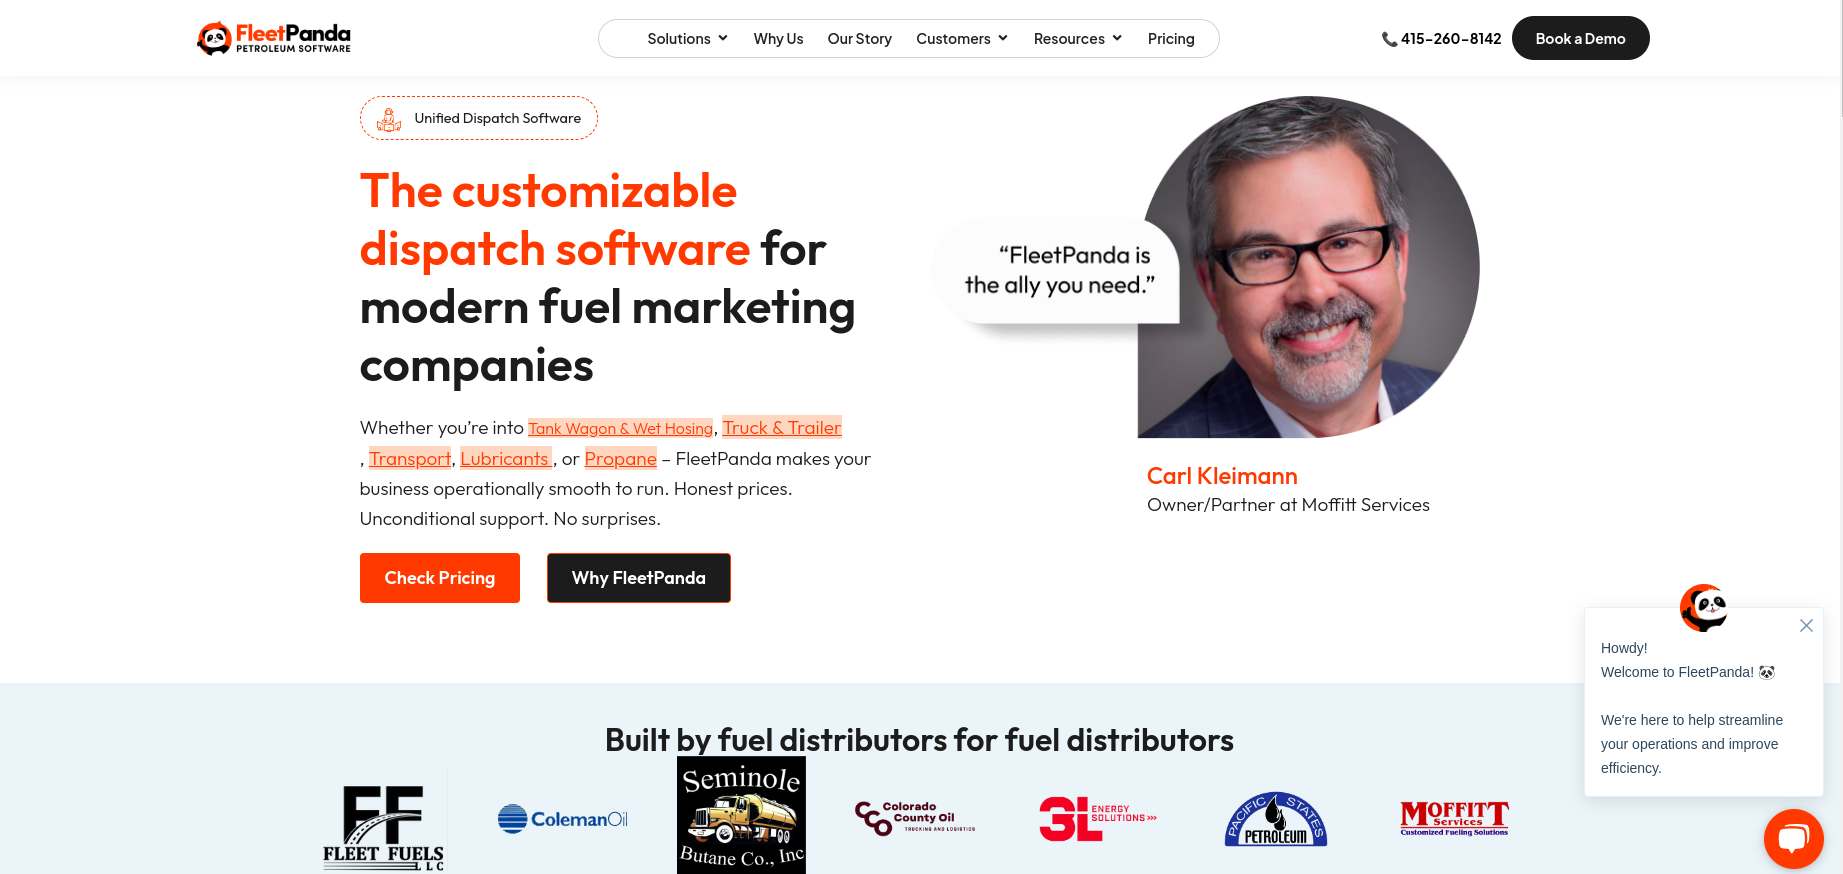 FleetPanda
PETROLEUM SOFTWARE
Solutions
Why Us
Our Story
Customers
Resources
Pricing
415-260-8142
Book a Demo
Unified Dispatch Software
The customizable
dispatch software for
modern fuel marketing
companies
Whether you’re into Tank Wagon & Wet Hosing, Truck & Trailer
, Transport, Lubricants , or Propane – FleetPanda makes your
business operationally smooth to run. Honest prices.
Unconditional support. No surprises.
Check Pricing
Why FleetPanda
“FleetPanda is
the ally you need.”
Carl Kleimann
Owner/Partner at Moffitt Services
Built by fuel distributors for fuel distributors
FF
FLEET FUELS
LLC
ColemanOil
Seminole
Butane Co., Inc
Colorado
County Oil
TRUCKING AND LOGISTICS
3L
ENERGY
SOLUTIONS
PACIFIC STATES
PETROLEUM
MOFFITT
Services
Customized Fueling Solutions
Howdy!
Welcome to FleetPanda! 🐼
We're here to help streamline
your operations and improve
efficiency.